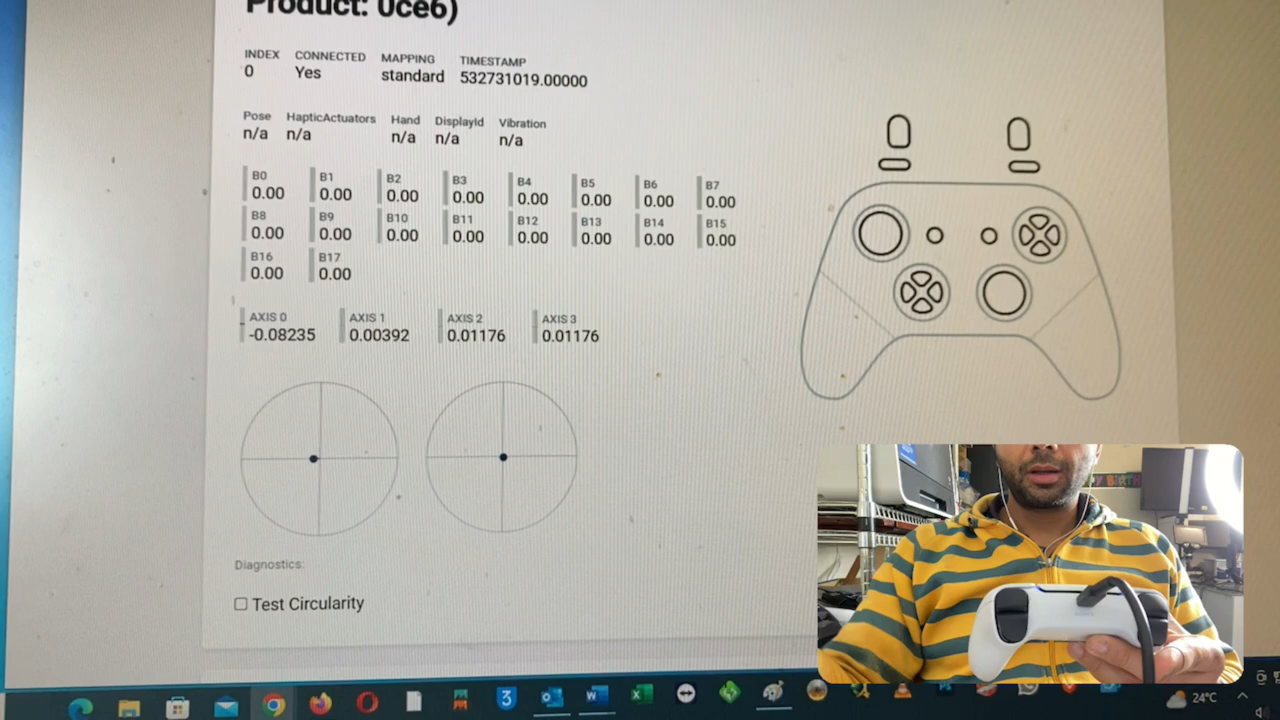 Product: 0ce6)
INDEX CONNECTED MAPPING TIMESTAMP
0 Yes standard 532731019.00000
Pose HapticActuators Hand DisplayId Vibration
n/a n/a n/a n/a n/a
B0 B1 B2 B3 B4 B5 B6 B7
0.00 0.00 0.00 0.00 0.00 0.00 0.00 0.00
B8 B9 B10 B11 B12 B13 B14 B15
0.00 0.00 0.00 0.00 0.00 0.00 0.00 0.00
B16 B17
0.00 0.00
AXIS 0 AXIS 1 AXIS 2 AXIS 3
-0.08235 0.00392 0.01176 0.01176
Diagnostics:
Test Circularity
24°C